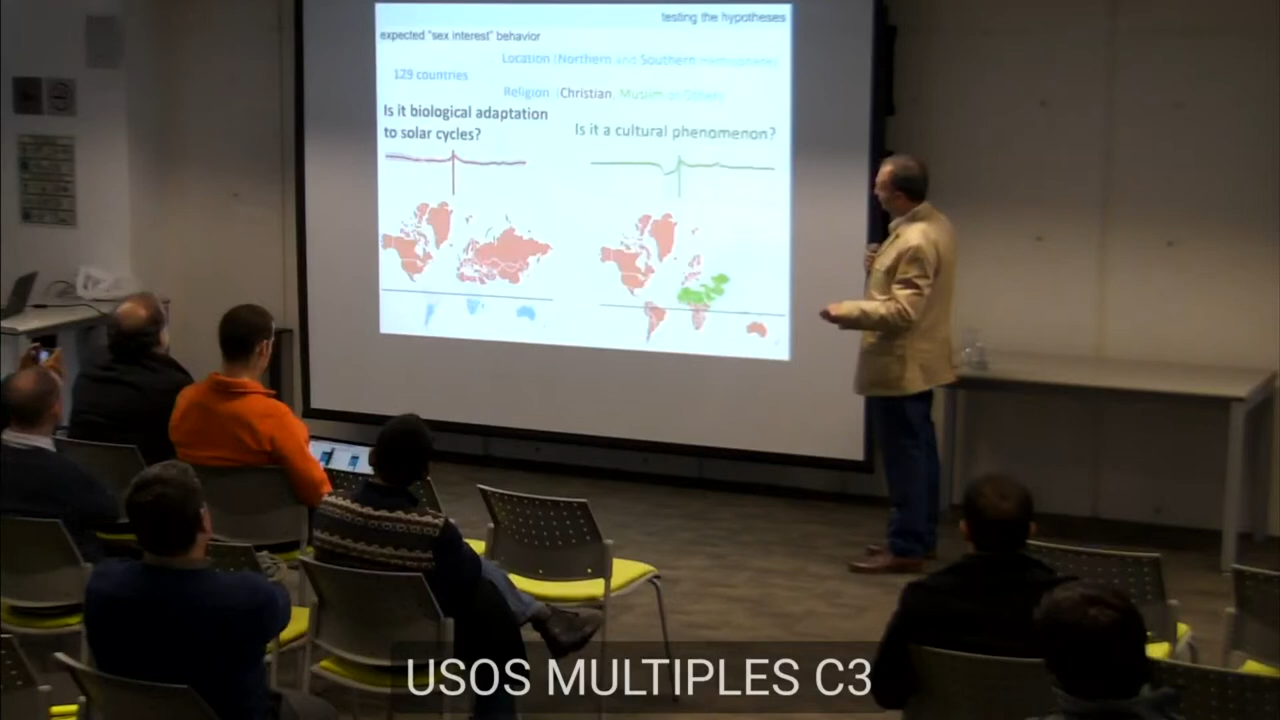 testing the hypotheses
expected "sex interest" behavior
Location (Northern and Southern Hemisphere)
129 countries
Religion (Christian, Muslim or Others)
Is it biological adaptation
to solar cycles?
Is it a cultural phenomenon?
USOS MULTIPLES C3